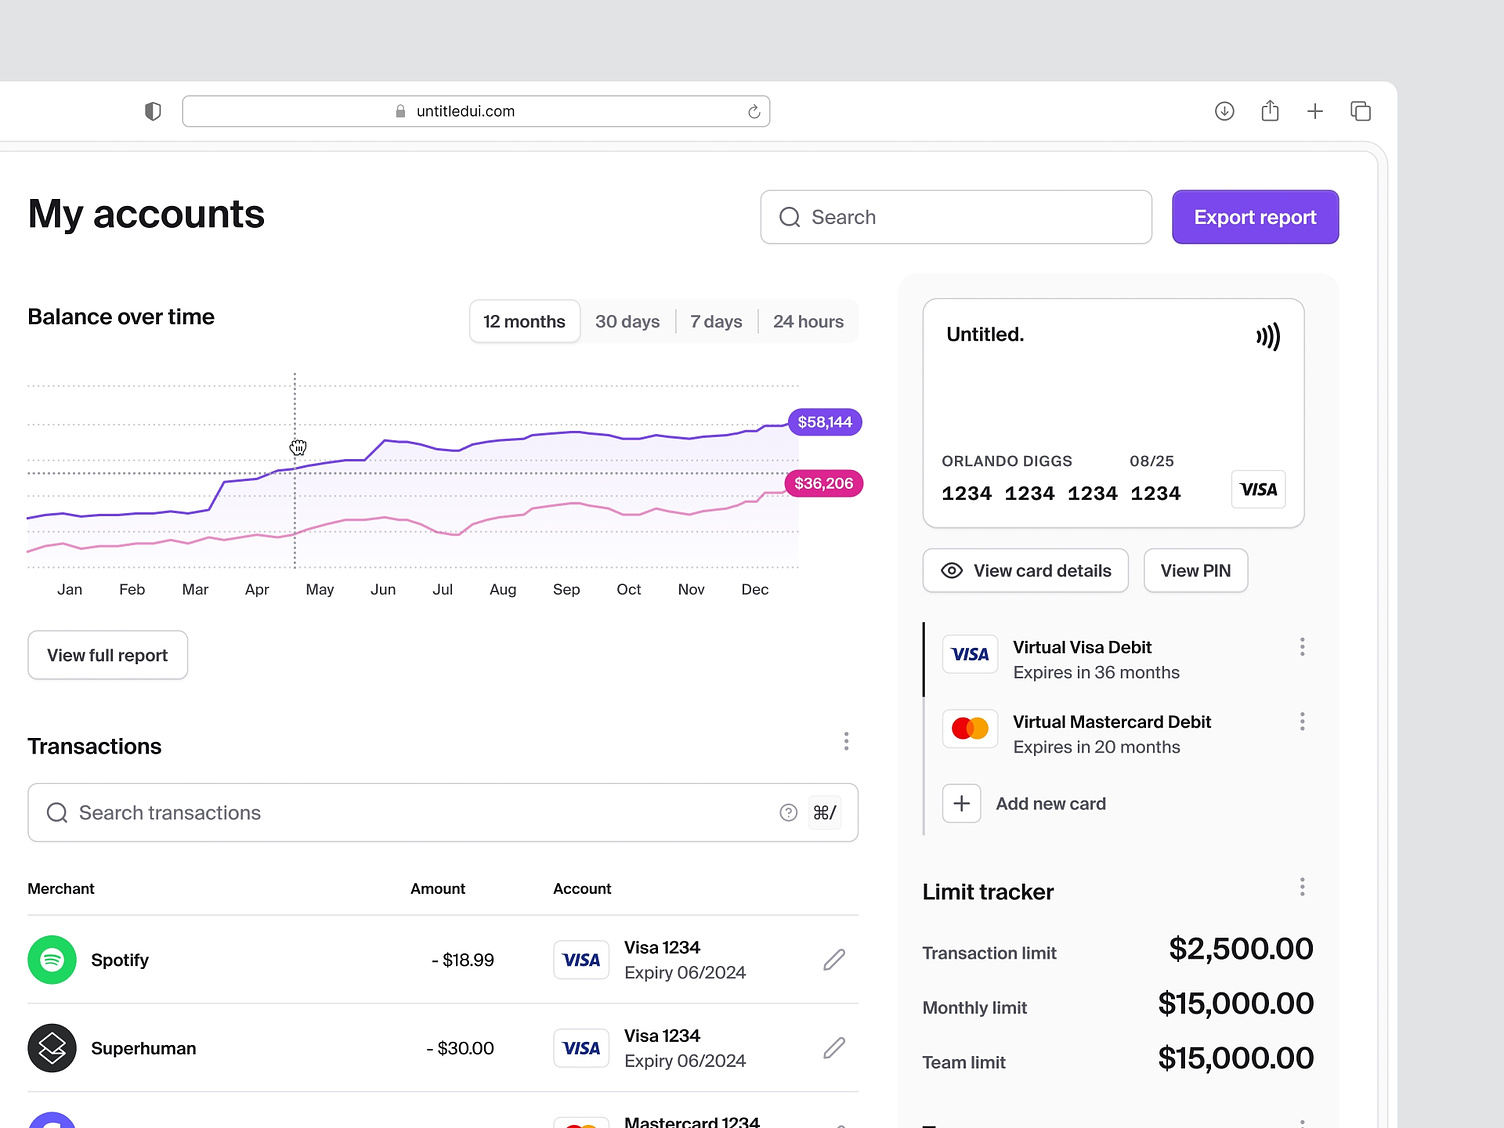 untitledui.com
My accounts
Search
Export report
Balance over time
12 months
30 days
7 days
24 hours
$58,144
$36,206
Jan Feb Mar Apr May Jun Jul Aug Sep Oct Nov Dec
View full report
Transactions
Search transactions
⌘/
Merchant Amount Account
Spotify - $18.99 VISA Visa 1234
Expiry 06/2024
Superhuman - $30.00 VISA Visa 1234
Expiry 06/2024
Mastercard 1234
Untitled.
ORLANDO DIGGS 08/25
1234 1234 1234 1234
VISA
View card details
View PIN
VISA
Virtual Visa Debit
Expires in 36 months
Virtual Mastercard Debit
Expires in 20 months
Add new card
Limit tracker
Transaction limit $2,500.00
Monthly limit $15,000.00
Team limit $15,000.00